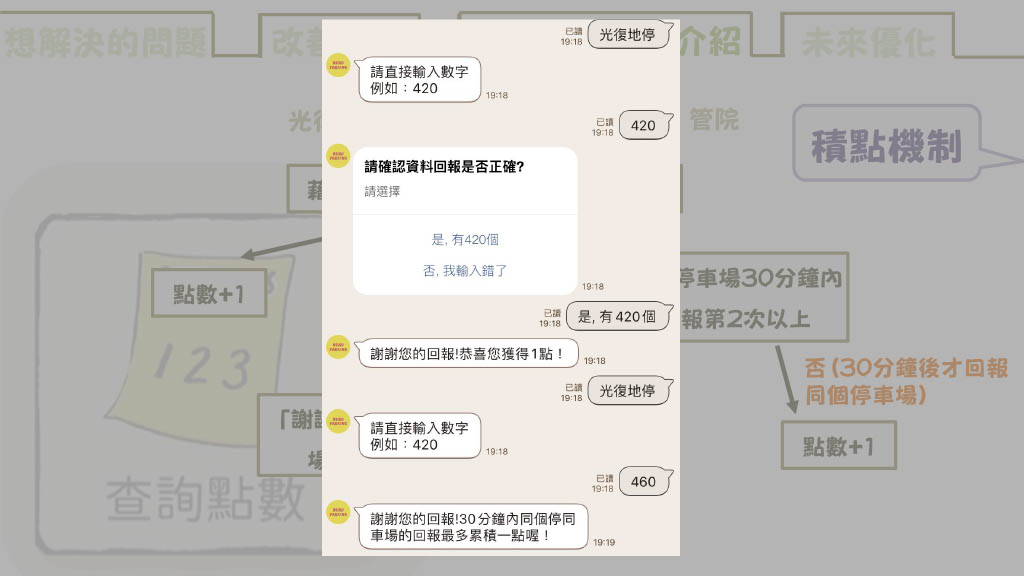 想解決的問題
改善
介紹
未來優化
光復
管院
積點機制
藉
點數+1
123
「謝謝
場
查詢點數
停車場30分鐘內
報第2次以上
否(30分鐘後才回報
同個停車場)
點數+1
已讀
19:18
光復地停
請直接輸入數字
例如：420
19:18
已讀
19:18
420
請確認資料回報是否正確?
請選擇
是, 有420個
否, 我輸入錯了
19:18
已讀
19:18
是, 有420個
謝謝您的回報!恭喜您獲得1點！
19:18
已讀
19:18
光復地停
請直接輸入數字
例如：420
19:18
已讀
19:18
460
謝謝您的回報!30分鐘內同個停同
車場的回報最多累積一點喔！
19:19